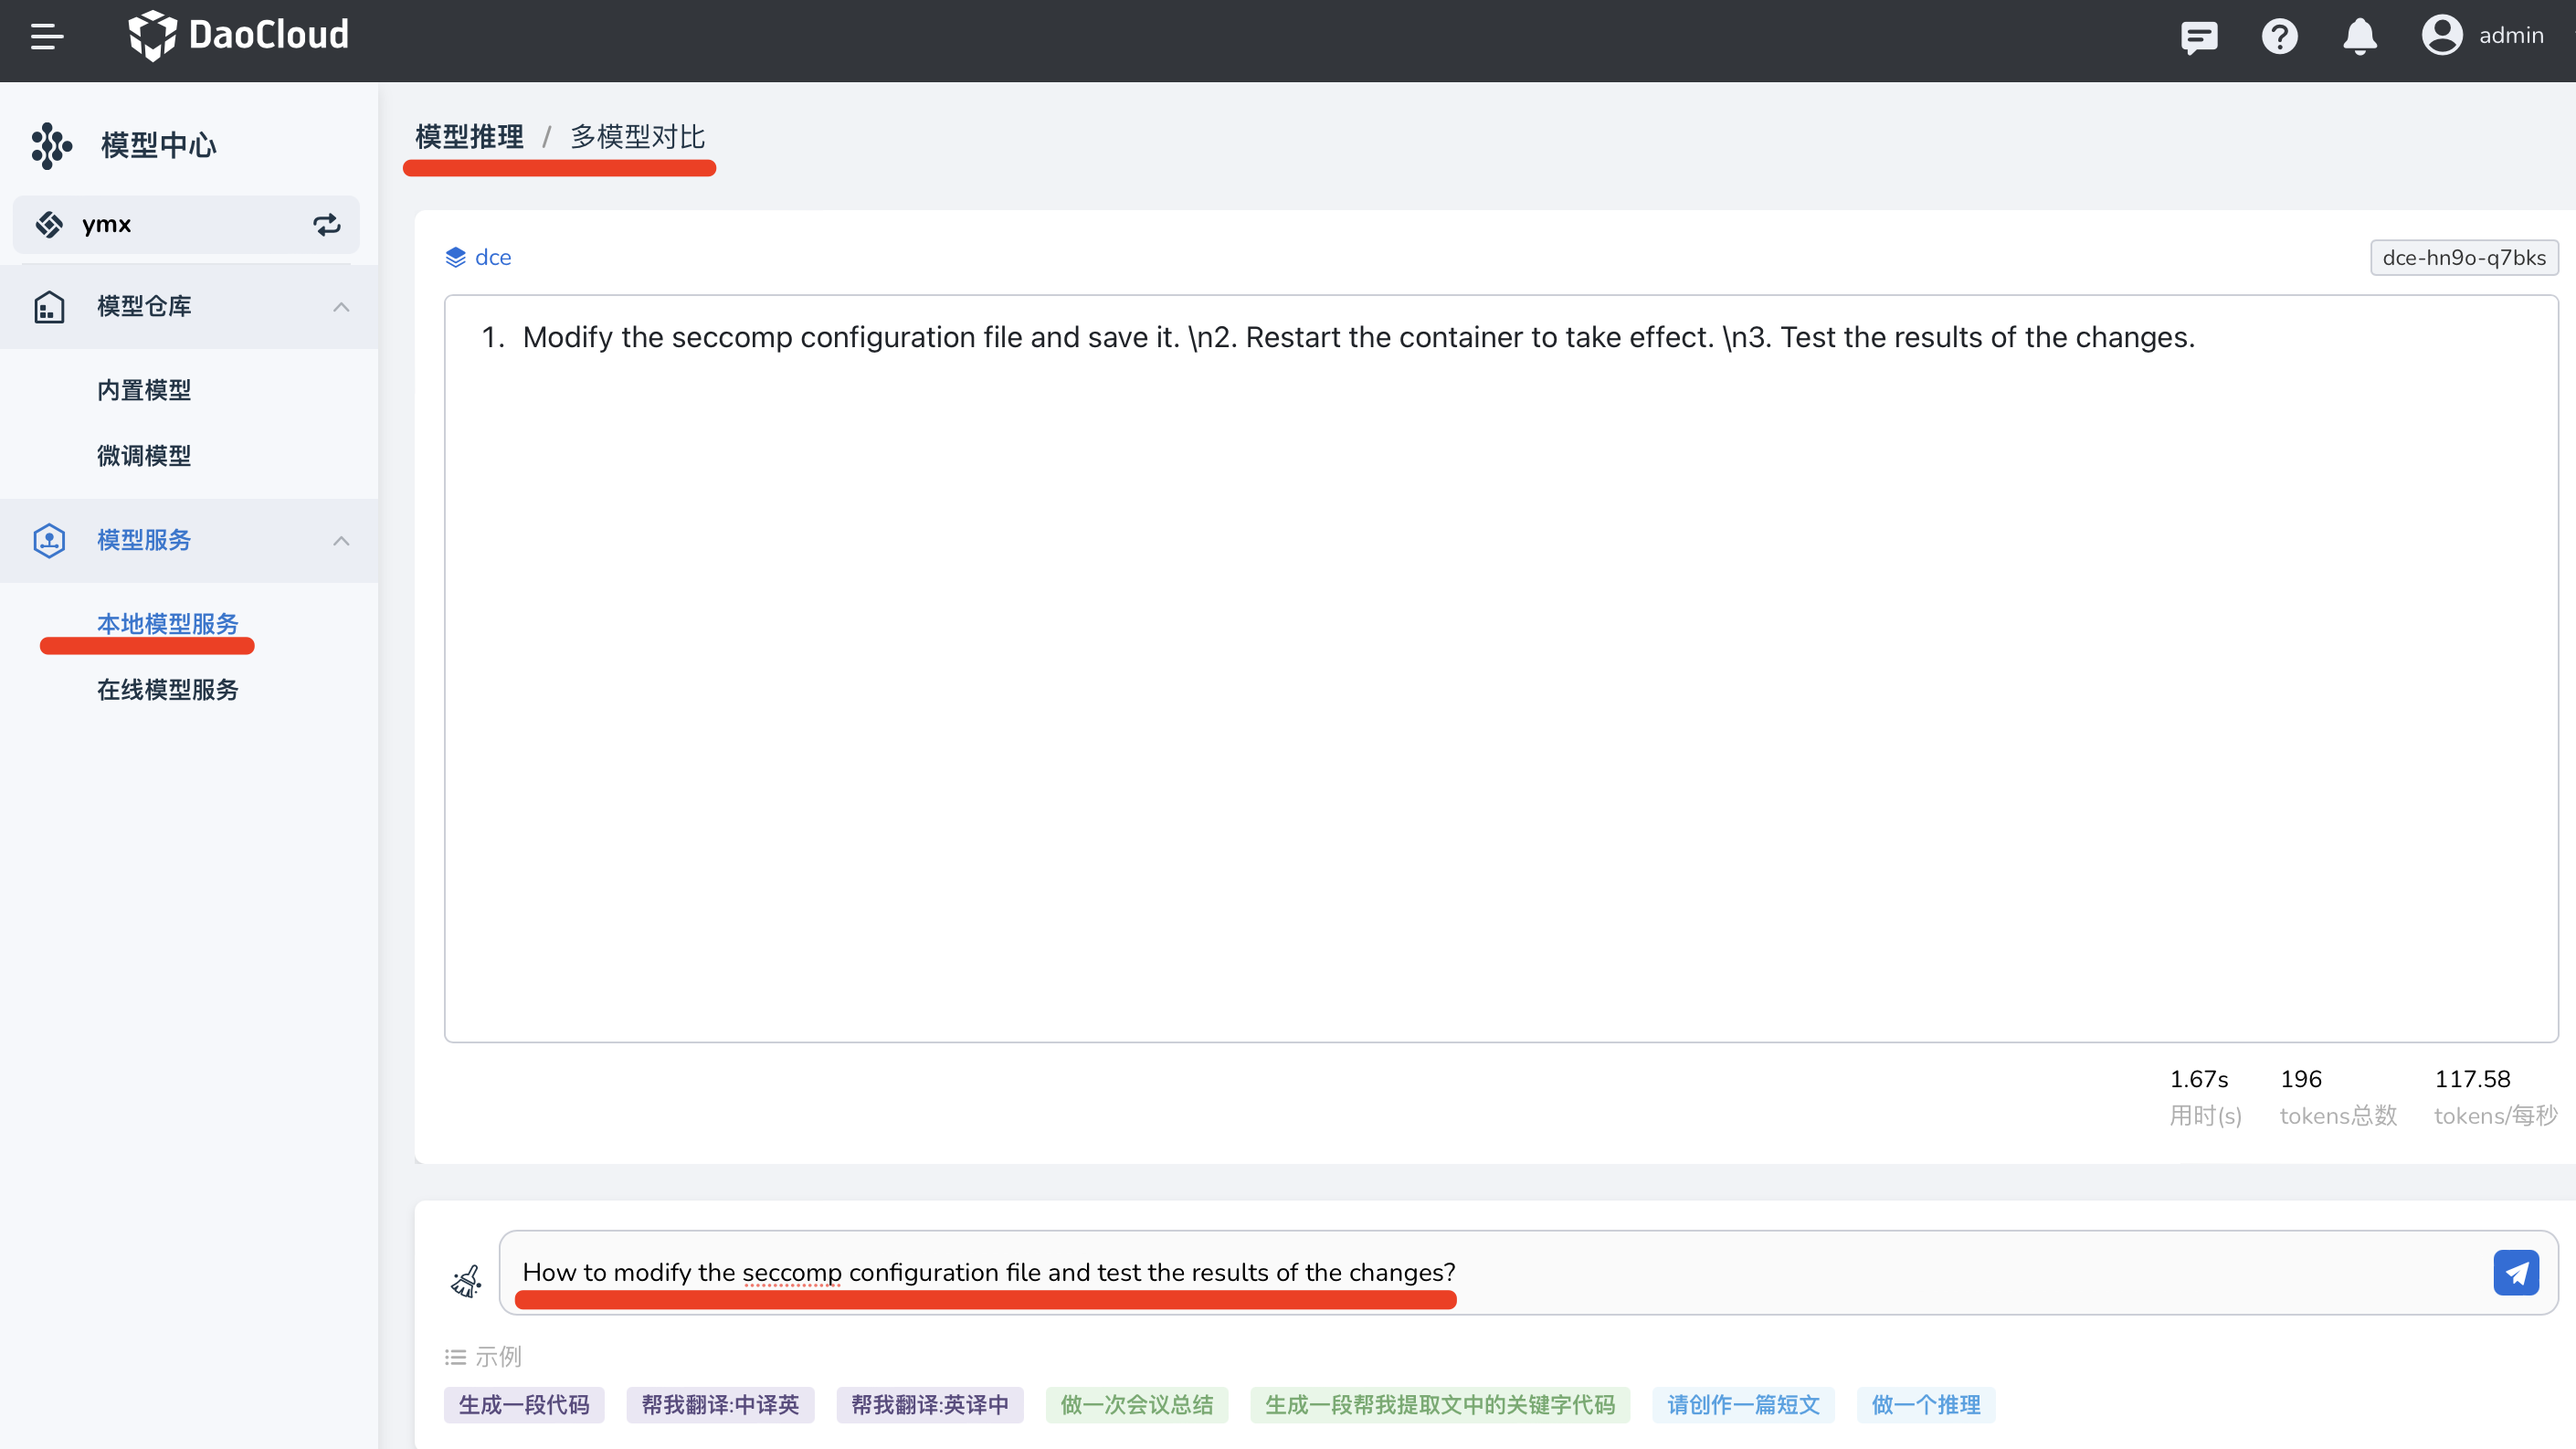 DaoCloud
admin
模型中心
ymx
模型仓库
内置模型
微调模型
模型服务
本地模型服务
在线模型服务
模型推理 / 多模型对比
dce
dce-hn9o-q7bks
1. Modify the seccomp configuration file and save it. \n2. Restart the container to take effect. \n3. Test the results of the changes.
1.67s 196 117.58
用时(s) tokens总数 tokens/每秒
How to modify the seccomp configuration file and test the results of the changes?
示例
生成一段代码 帮我翻译:中译英 帮我翻译:英译中 做一次会议总结 生成一段帮我提取文中的关键字代码 请创作一篇短文 做一个推理